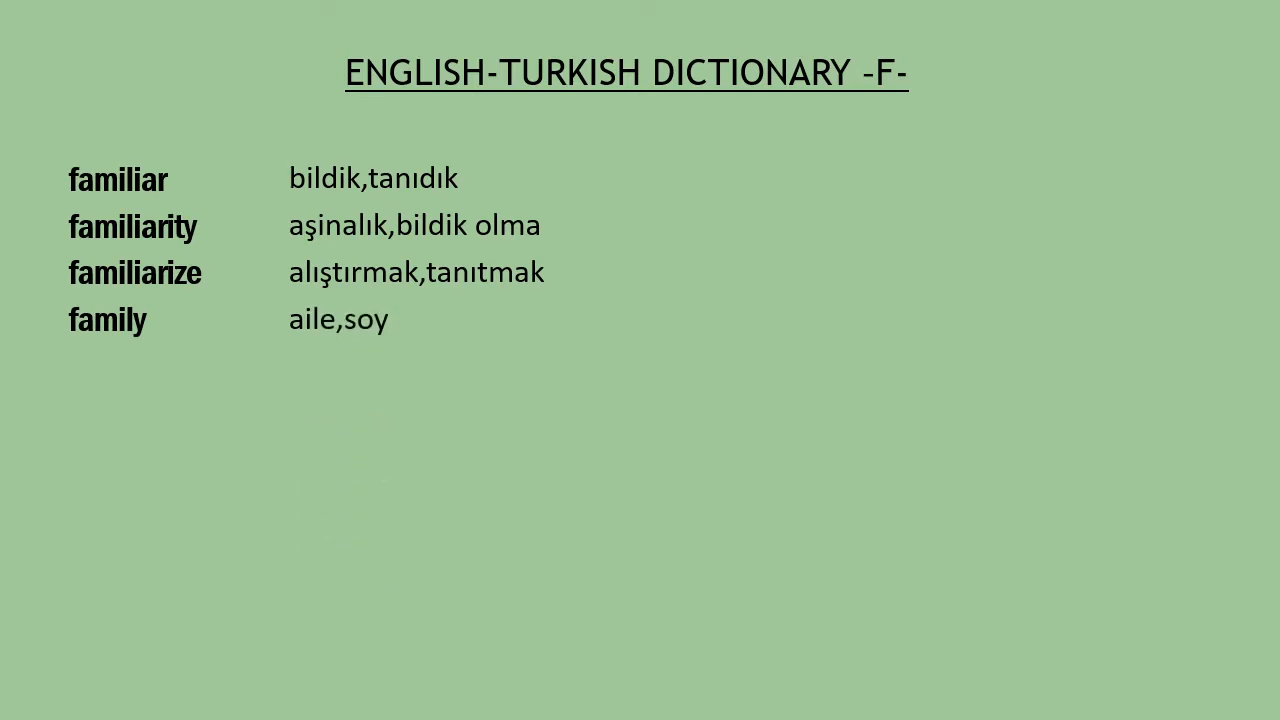 ENGLISH-TURKISH DICTIONARY –F-
familiar bildik,tanıdık
familiarity aşinalık,bildik olma
familiarize alıştırmak,tanıtmak
family aile,soy